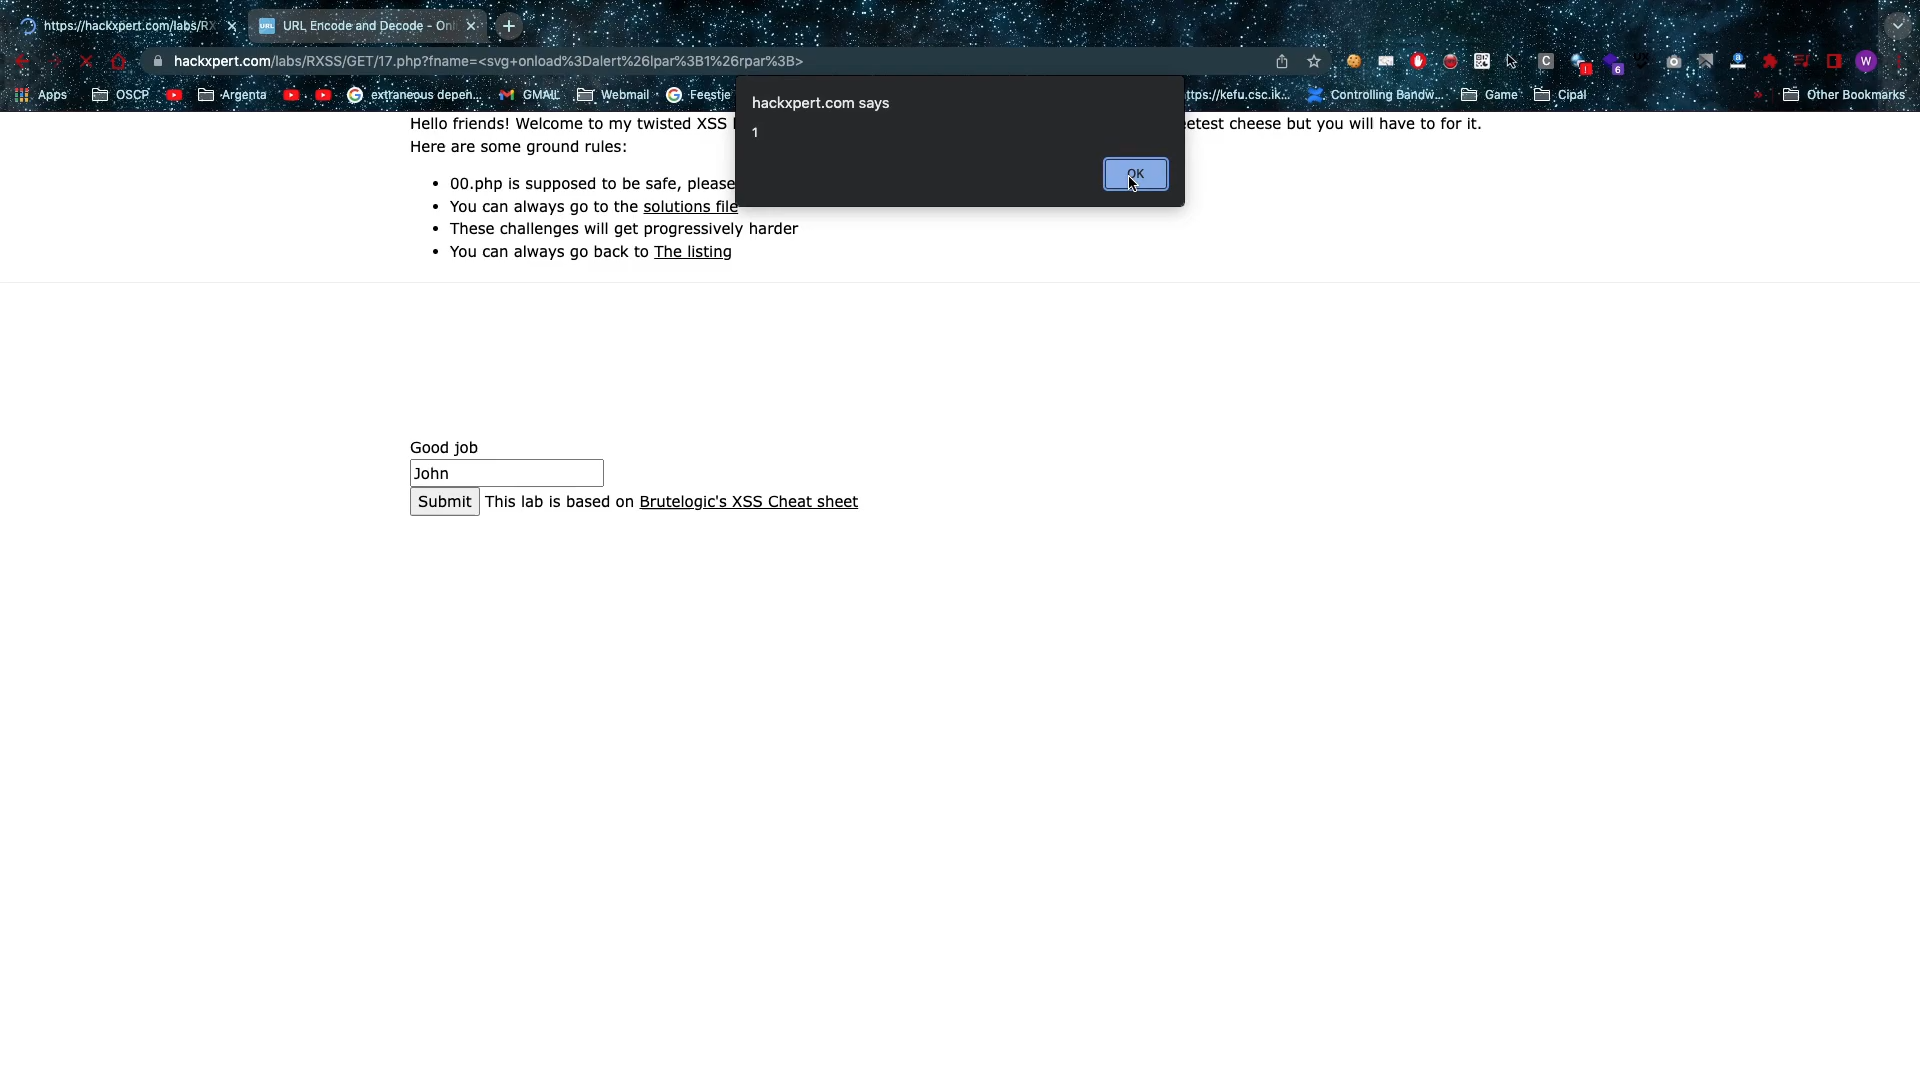 https://hackxpert.com/labs/RX
URL Encode and Decode - Onl
hackxpert.com/labs/RXSS/GET/17.php?fname=<svg+onload%3Dalert%26lpar%3B1%26rpar%3B>
Apps OSCP Argenta extraneous depen... GMAIL Webmail Feestje ttps://kefu.csc.ik... Controlling Bandw... Game Cipal » Other Bookmarks
hackxpert.com says
1
OK
Hello friends! Welcome to my twisted XSS eetest cheese but you will have to for it.
Here are some ground rules:
• 00.php is supposed to be safe, please
• You can always go to the solutions file
• These challenges will get progressively harder
• You can always go back to The listing
Good job
John
Submit This lab is based on Brutelogic's XSS Cheat sheet